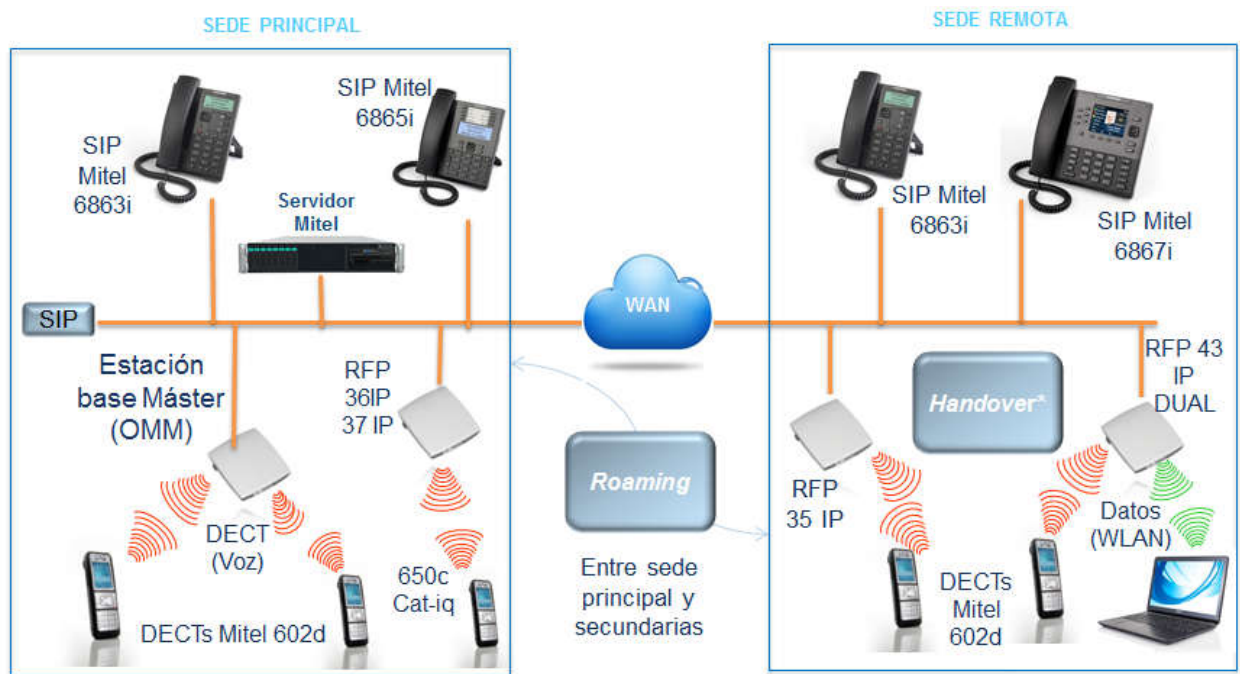 SEDE PRINCIPAL
SIP
Mitel
6863i
SIP Mitel
6865i
Servidor
Mitel
SIP
Estación
base Máster
(OMM)
RFP
36IP
37 IP
DECT
(Voz)
DECTs Mitel 602d
650c
Cat-iq
WAN
Roaming
Entre sede
principal y
secundarias
SEDE REMOTA
SIP Mitel
6863i
SIP Mitel
6867i
Handover*
RFP 43
IP
DUAL
RFP
35 IP
Datos
(WLAN)
DECTs
Mitel
602d